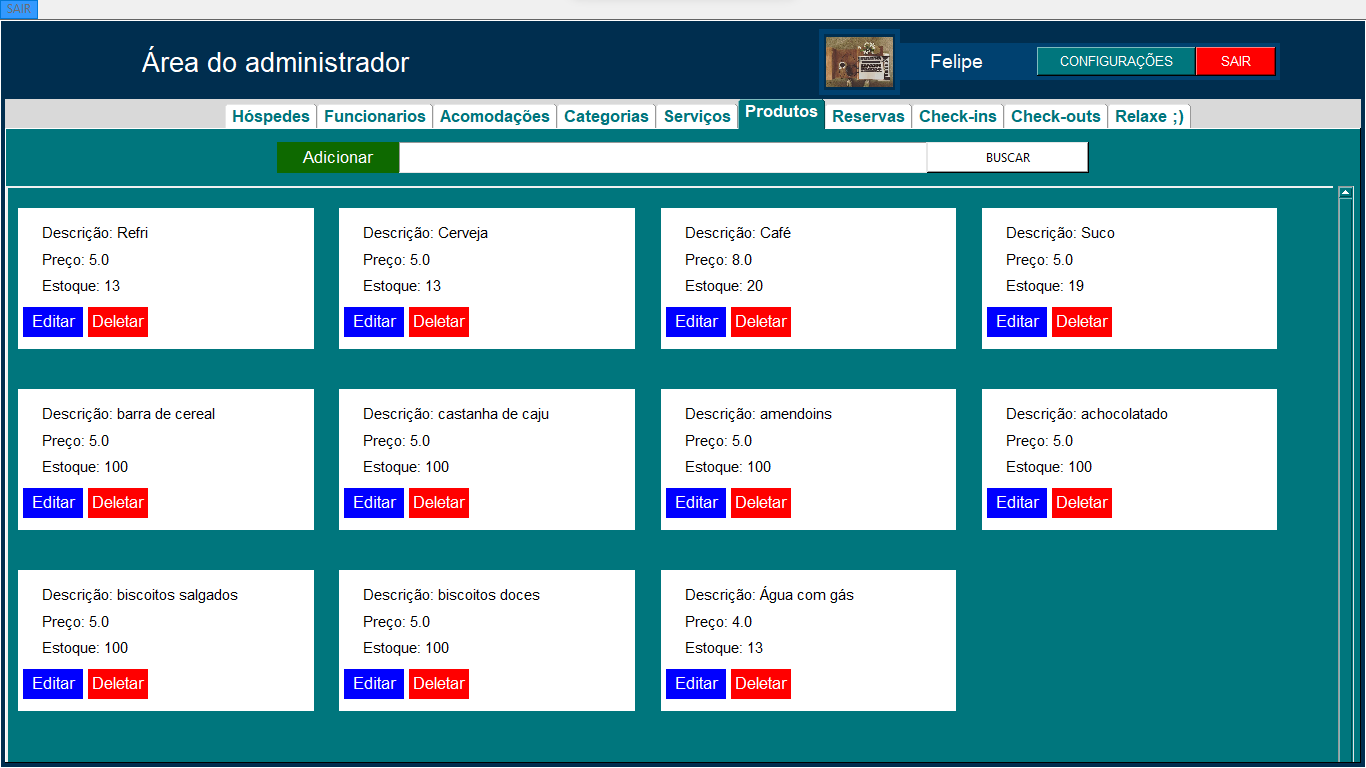 SAIR
Área do administrador
Felipe
CONFIGURAÇÕES
SAIR
Hóspedes Funcionarios Acomodações Categorias Serviços Produtos Reservas Check-ins Check-outs Relaxe ;)
Adicionar
BUSCAR
Descrição: Refri
Preço: 5.0
Estoque: 13
Editar Deletar
Descrição: Cerveja
Preço: 5.0
Estoque: 13
Editar Deletar
Descrição: Café
Preço: 8.0
Estoque: 20
Editar Deletar
Descrição: Suco
Preço: 5.0
Estoque: 19
Editar Deletar
Descrição: barra de cereal
Preço: 5.0
Estoque: 100
Editar Deletar
Descrição: castanha de caju
Preço: 5.0
Estoque: 100
Editar Deletar
Descrição: amendoins
Preço: 5.0
Estoque: 100
Editar Deletar
Descrição: achocolatado
Preço: 5.0
Estoque: 100
Editar Deletar
Descrição: biscoitos salgados
Preço: 5.0
Estoque: 100
Editar Deletar
Descrição: biscoitos doces
Preço: 5.0
Estoque: 100
Editar Deletar
Descrição: Água com gás
Preço: 4.0
Estoque: 13
Editar Deletar